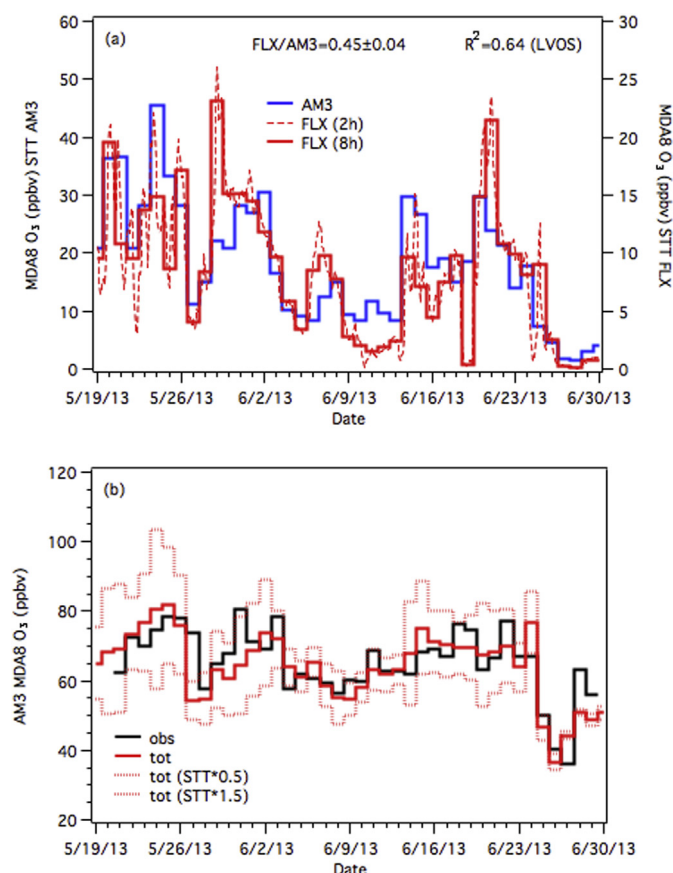 (a)
FLX/AM3=0.45±0.04 R²=0.64 (LVOS)
AM3
FLX (2h)
FLX (8h)
MDA8 O₃ (ppbv) STT AM3
60
50
40
30
20
10
0
MDA8 O₃ (ppbv) STT FLX
30
25
20
15
10
5
0
5/19/13 5/26/13 6/2/13 6/9/13 6/16/13 6/23/13 6/30/13
Date
(b)
AM3 MDA8 O₃ (ppbv)
120
100
80
60
40
20
obs
tot
tot (STT*0.5)
tot (STT*1.5)
5/19/13 5/26/13 6/2/13 6/9/13 6/16/13 6/23/13 6/30/13
Date